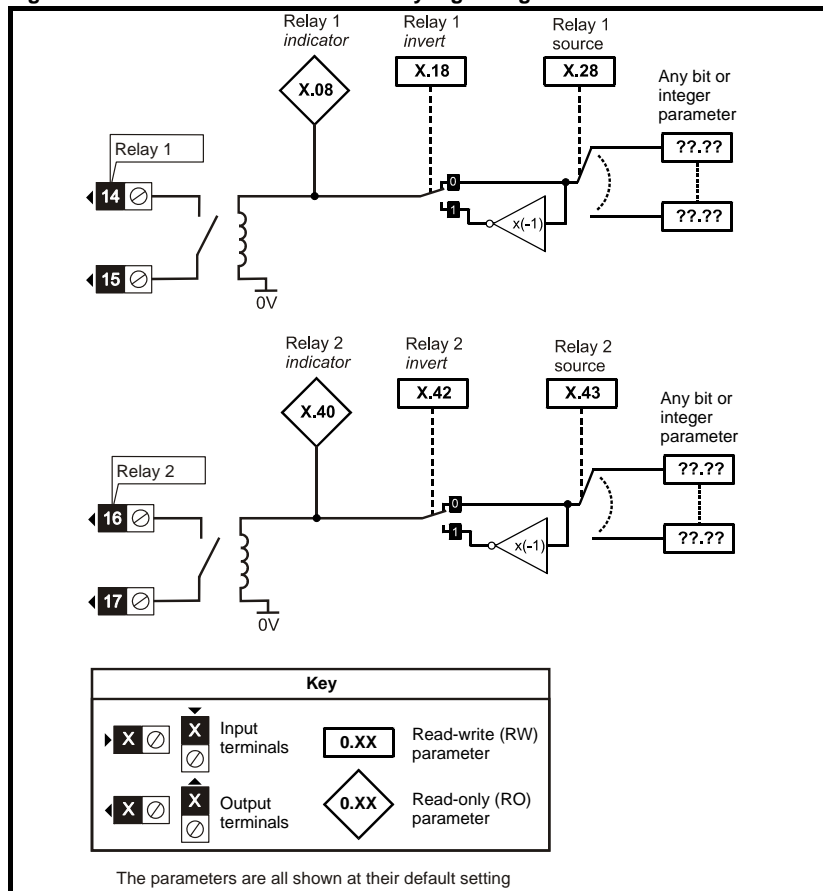 Relay 1
indicator
Relay 1
invert
Relay 1
source
X.08
X.18
X.28
Any bit or
integer
parameter
??.??
??.??
Relay 1
14
15
0
1
x(-1)
0V
Relay 2
indicator
Relay 2
invert
Relay 2
source
X.40
X.42
X.43
Any bit or
integer
parameter
??.??
??.??
Relay 2
16
17
0
1
x(-1)
0V
Key
X
X
Input
terminals
0.XX
Read-write (RW)
parameter
X
X
Output
terminals
0.XX
Read-only (RO)
parameter
The parameters are all shown at their default setting